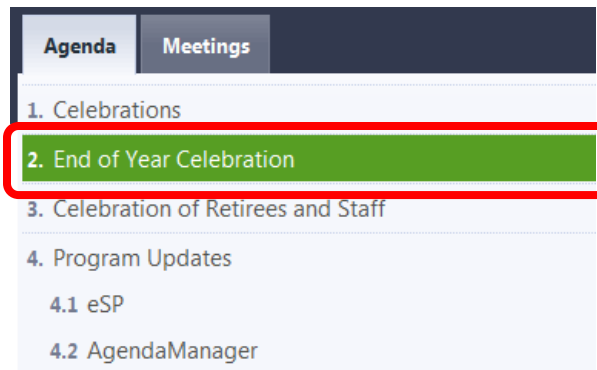 Agenda Meetings
1. Celebrations
2. End of Year Celebration
3. Celebration of Retirees and Staff
4. Program Updates
4.1 eSP
4.2 AgendaManager